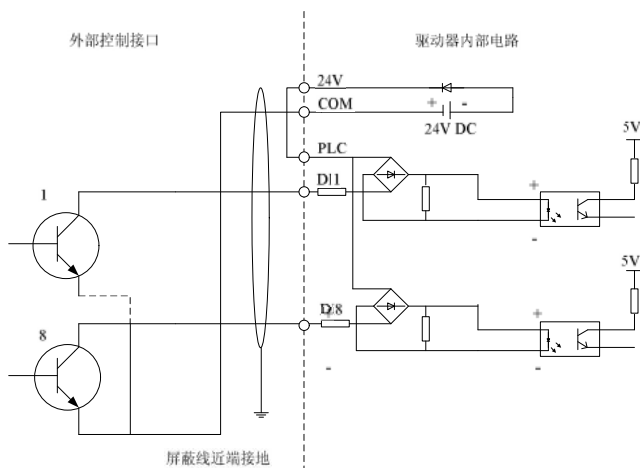 外部控制接口
驱动器内部电路
24V
COM
+ -
24V DC
5V
PLC
DI1
1
+
-
5V
8
DI8
+
-
+
+
-
屏蔽线近端接地